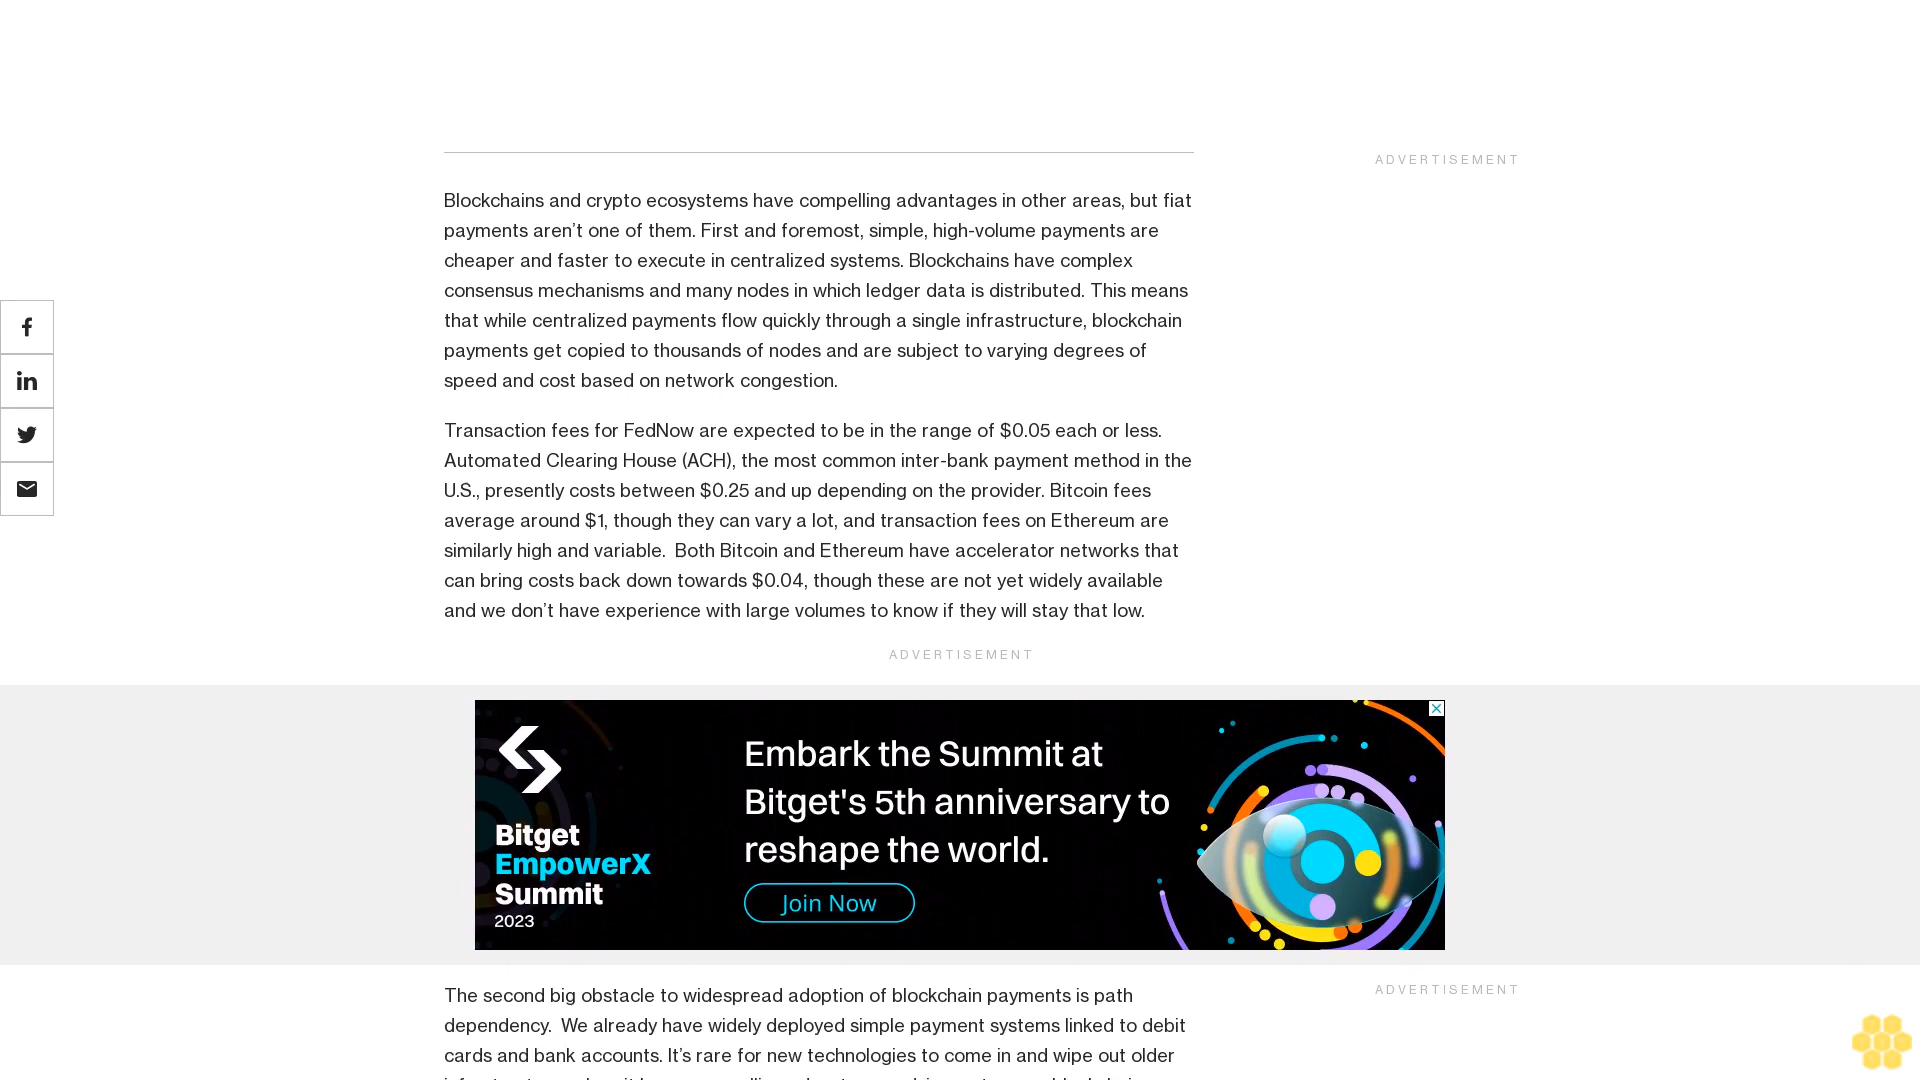 ADVERTISEMENT
Blockchains and crypto ecosystems have compelling advantages in other areas, but fiat
payments aren’t one of them. First and foremost, simple, high-volume payments are
cheaper and faster to execute in centralized systems. Blockchains have complex
consensus mechanisms and many nodes in which ledger data is distributed. This means
that while centralized payments flow quickly through a single infrastructure, blockchain
payments get copied to thousands of nodes and are subject to varying degrees of
speed and cost based on network congestion.
Transaction fees for FedNow are expected to be in the range of $0.05 each or less.
Automated Clearing House (ACH), the most common inter-bank payment method in the
U.S., presently costs between $0.25 and up depending on the provider. Bitcoin fees
average around $1, though they can vary a lot, and transaction fees on Ethereum are
similarly high and variable.  Both Bitcoin and Ethereum have accelerator networks that
can bring costs back down towards $0.04, though these are not yet widely available
and we don’t have experience with large volumes to know if they will stay that low.
ADVERTISEMENT
Bitget
EmpowerX
Summit
2023
Embark the Summit at
Bitget's 5th anniversary to
reshape the world.
Join Now
The second big obstacle to widespread adoption of blockchain payments is path
dependency.  We already have widely deployed simple payment systems linked to debit
cards and bank accounts. It’s rare for new technologies to come in and wipe out older
ADVERTISEMENT